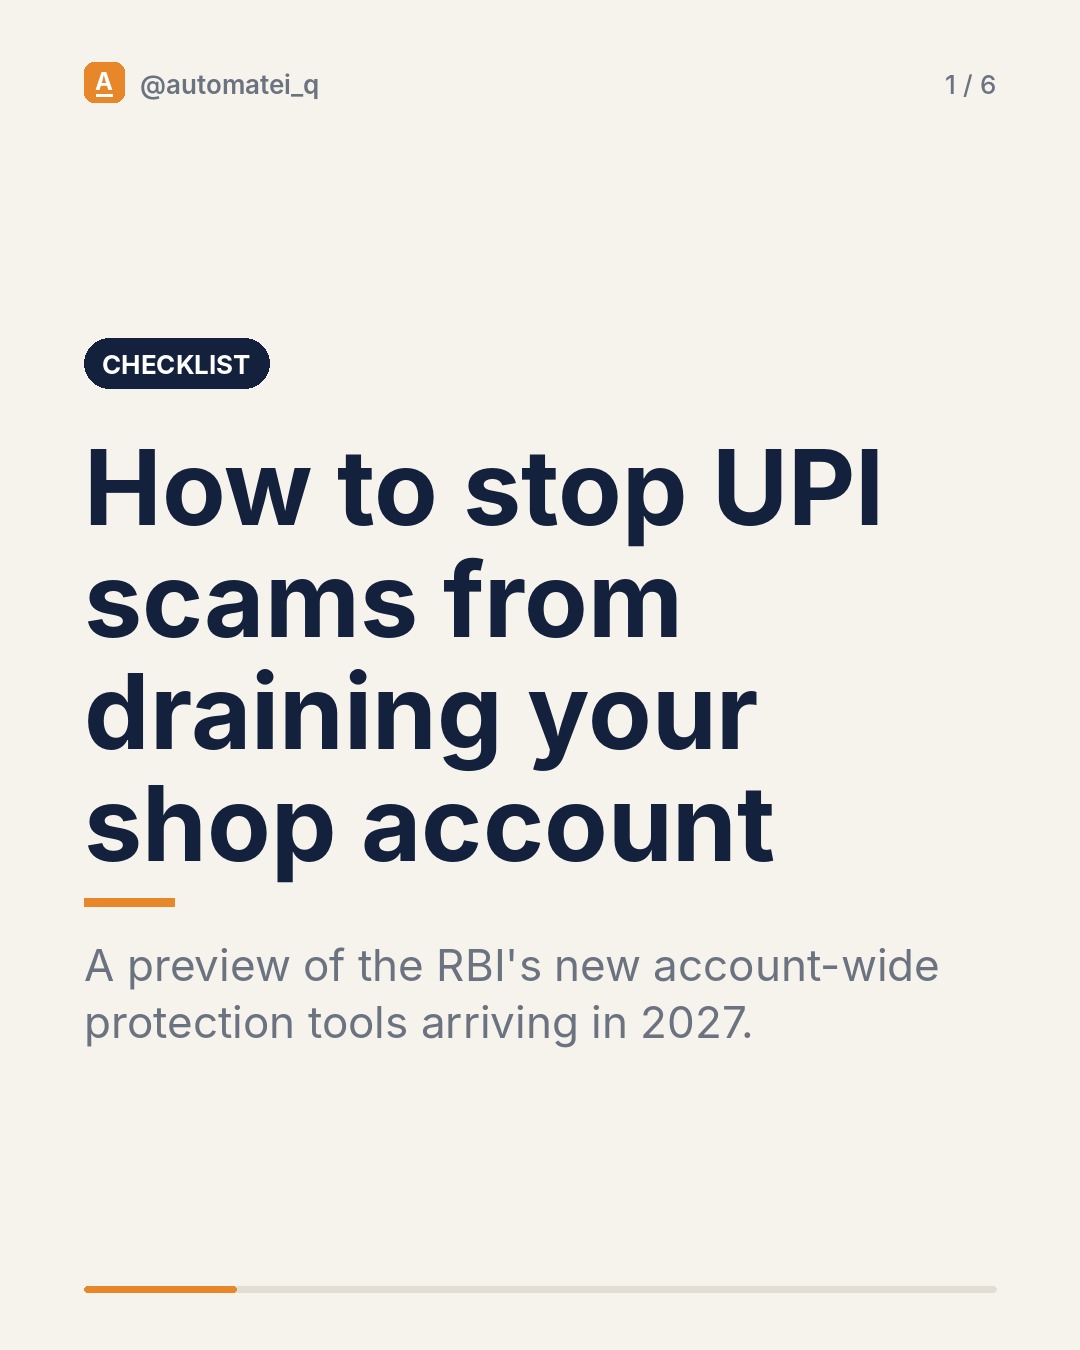 A @automatei_q
1 / 6
CHECKLIST
How to stop UPI
scams from
draining your
shop account
A preview of the RBI's new account-wide
protection tools arriving in 2027.